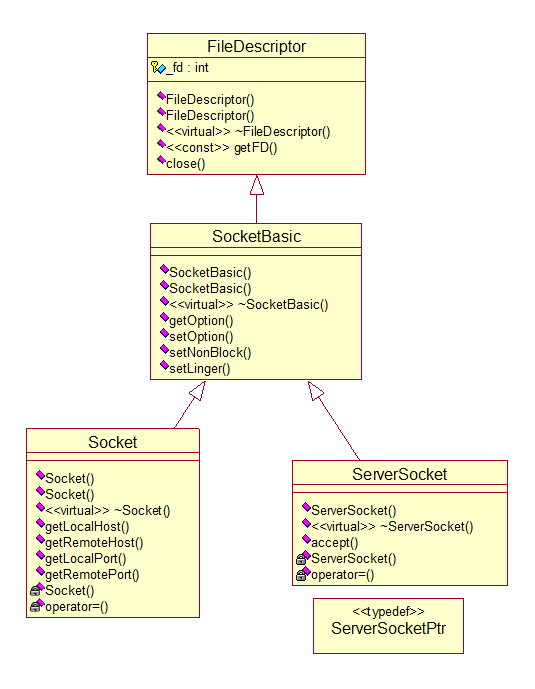 FileDescriptor
_fd : int
FileDescriptor()
FileDescriptor()
<<virtual>> ~FileDescriptor()
<<const>> getFD()
close()
SocketBasic
SocketBasic()
SocketBasic()
<<virtual>> ~SocketBasic()
getOption()
setOption()
setNonBlock()
setLinger()
Socket
Socket()
Socket()
<<virtual>> ~Socket()
getLocalHost()
getRemoteHost()
getLocalPort()
getRemotePort()
Socket()
operator=()
ServerSocket
ServerSocket()
<<virtual>> ~ServerSocket()
accept()
ServerSocket()
operator=()
<<typedef>>
ServerSocketPtr